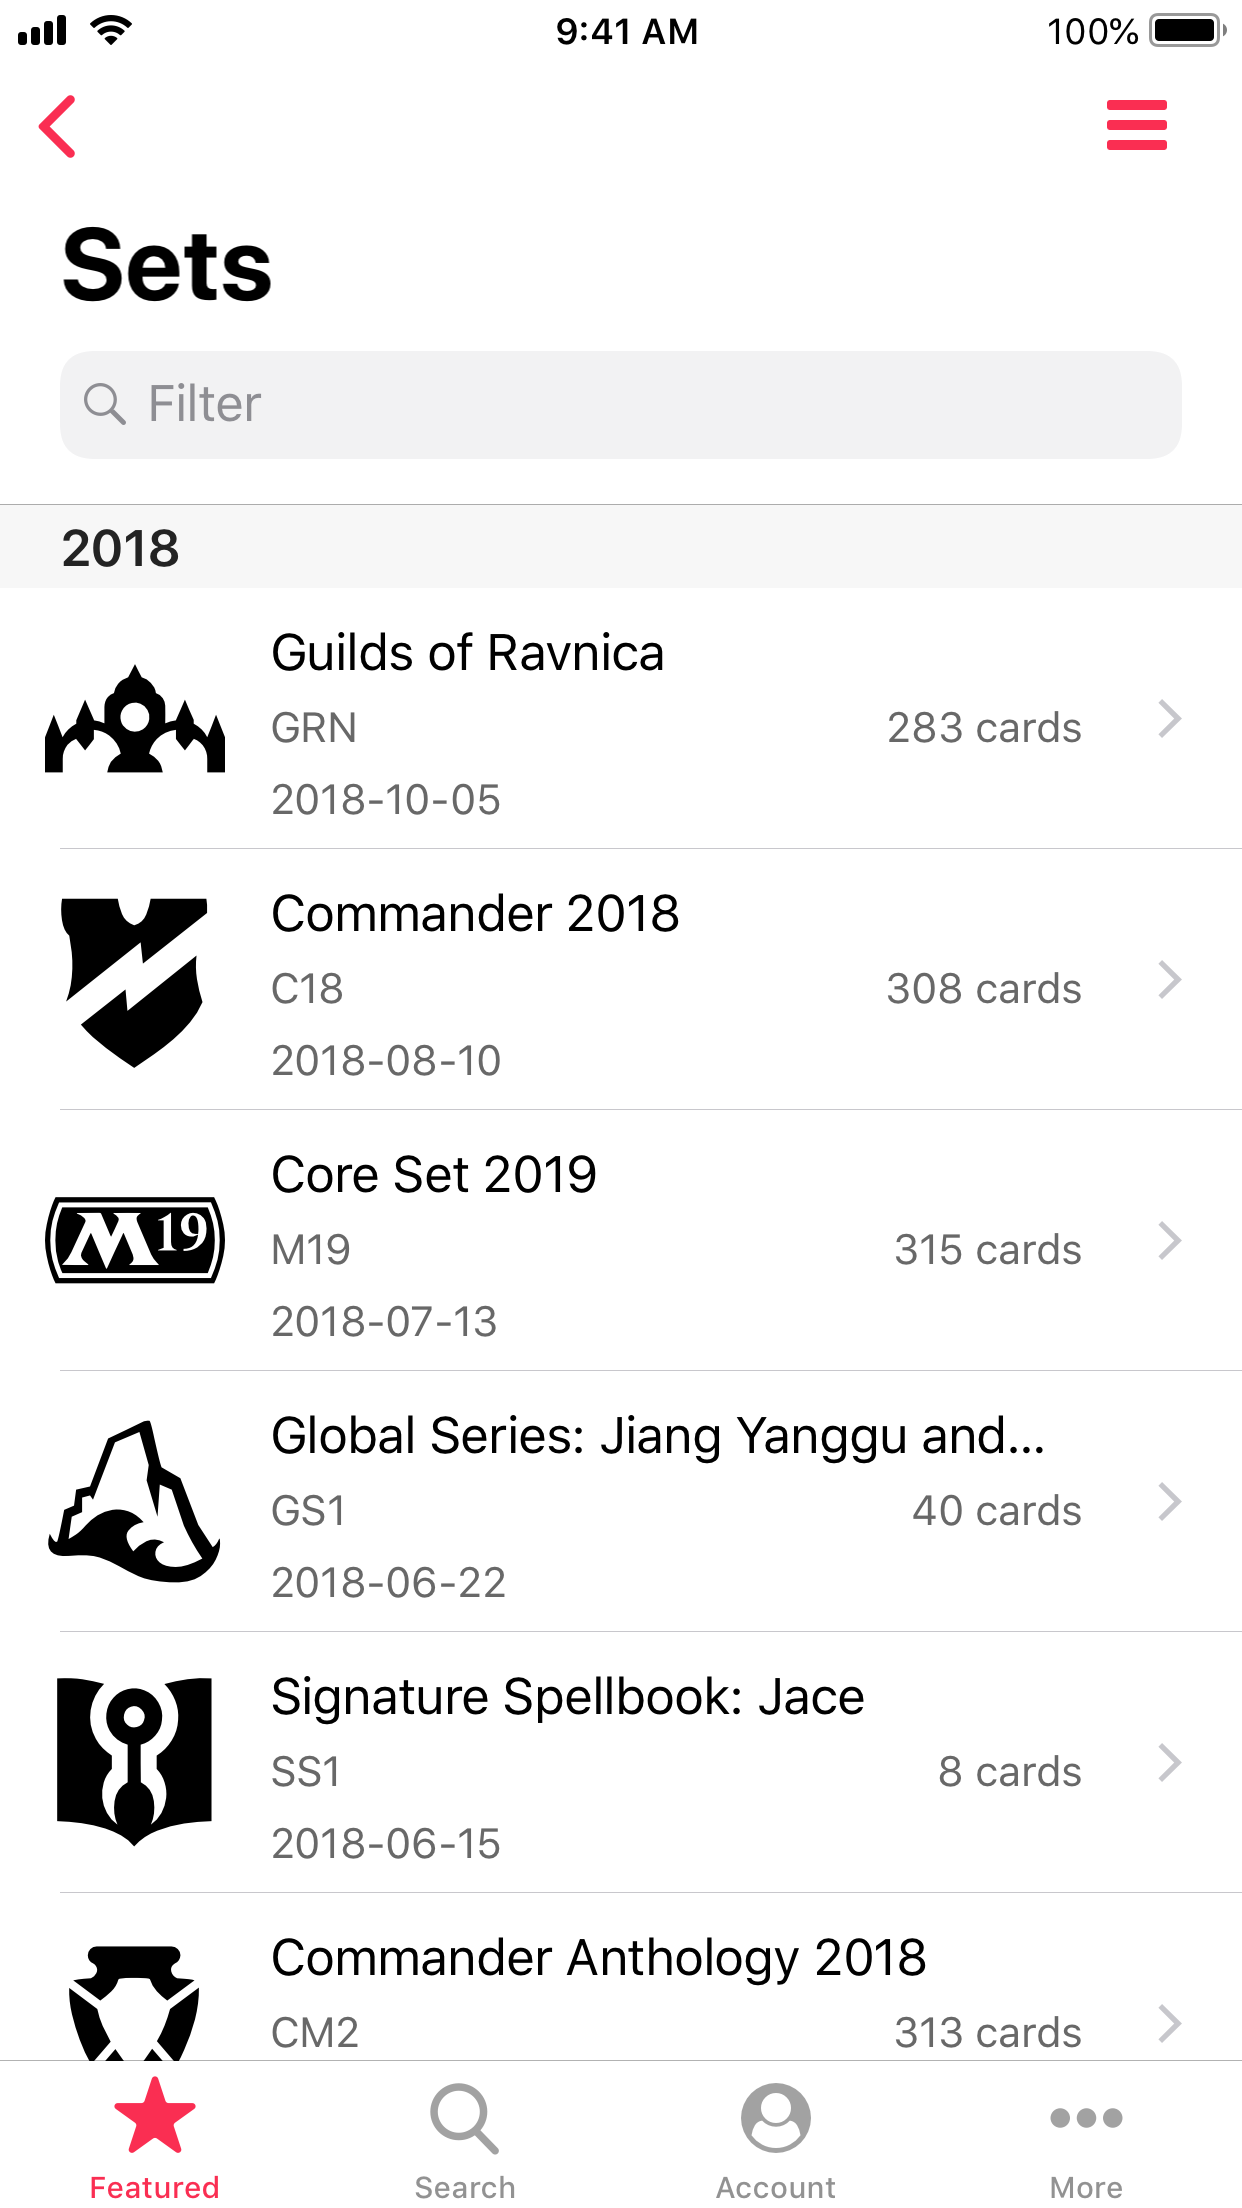 9:41 AM
100%
Sets
Filter
2018
Guilds of Ravnica
GRN
283 cards
2018-10-05
Commander 2018
C18
308 cards
2018-08-10
M19
Core Set 2019
M19
315 cards
2018-07-13
Global Series: Jiang Yanggu and...
GS1
40 cards
2018-06-22
Signature Spellbook: Jace
SS1
8 cards
2018-06-15
Commander Anthology 2018
CM2
313 cards
Featured
Search
Account
More